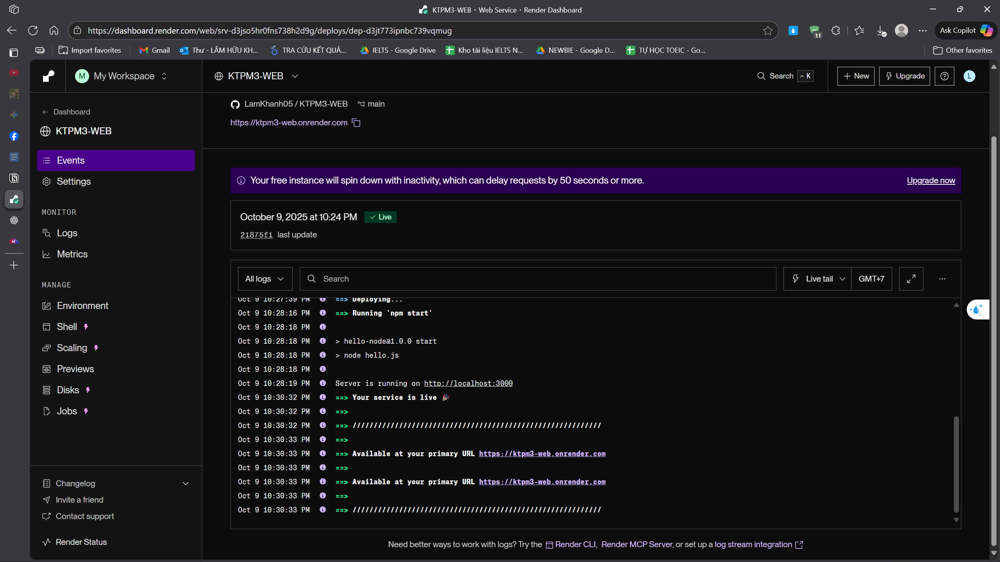 KTPM3-WEB · Web Service · Render Dashboard
https://dashboard.render.com/web/srv-d3jso5hr0fns738h2d9g/deploys/dep-d3jt773ipnbc739vqmug
11
Ask Copilot
Import favorites
Gmail
Thư - LÂM HỮU KH...
TRA CỨU KẾT QUẢ...
IELTS - Google Drive
Kho tài liệu IELTS N...
NEWBIE - Google D...
TỰ HỌC TOEIC - Go...
Other favorites
M My Workspace
KTPM3-WEB
Search ^ K
+ New
Upgrade
L
← Dashboard
KTPM3-WEB
Events
Settings
MONITOR
Logs
Metrics
MANAGE
Environment
Shell
Scaling
Previews
Disks
Jobs
Changelog
Invite a friend
Contact support
Render Status
LamKhanh05 / KTPM3-WEB main
https://ktpm3-web.onrender.com
Your free instance will spin down with inactivity, which can delay requests by 50 seconds or more.
Upgrade now
October 9, 2025 at 10:24 PM Live
21875f1 last update
All logs
Search
Live tail
GMT+7
...
Oct 9 10:27:39 PM ==> Deploying...
Oct 9 10:28:16 PM ==> Running 'npm start'
Oct 9 10:28:18 PM
Oct 9 10:28:18 PM > hello-node@1.0.0 start
Oct 9 10:28:18 PM > node hello.js
Oct 9 10:28:18 PM
Oct 9 10:28:19 PM Server is running on http://localhost:3000
Oct 9 10:30:32 PM ==> Your service is live 🎉
Oct 9 10:30:32 PM ==>
Oct 9 10:30:32 PM ==> ///////////////////////////////////////////////////////////
Oct 9 10:30:33 PM ==>
Oct 9 10:30:33 PM ==> Available at your primary URL https://ktpm3-web.onrender.com
Oct 9 10:30:33 PM ==>
Oct 9 10:30:33 PM ==> Available at your primary URL https://ktpm3-web.onrender.com
Oct 9 10:30:33 PM ==>
Oct 9 10:30:33 PM ==> ///////////////////////////////////////////////////////////
Need better ways to work with logs? Try the Render CLI, Render MCP Server, or set up a log stream integration